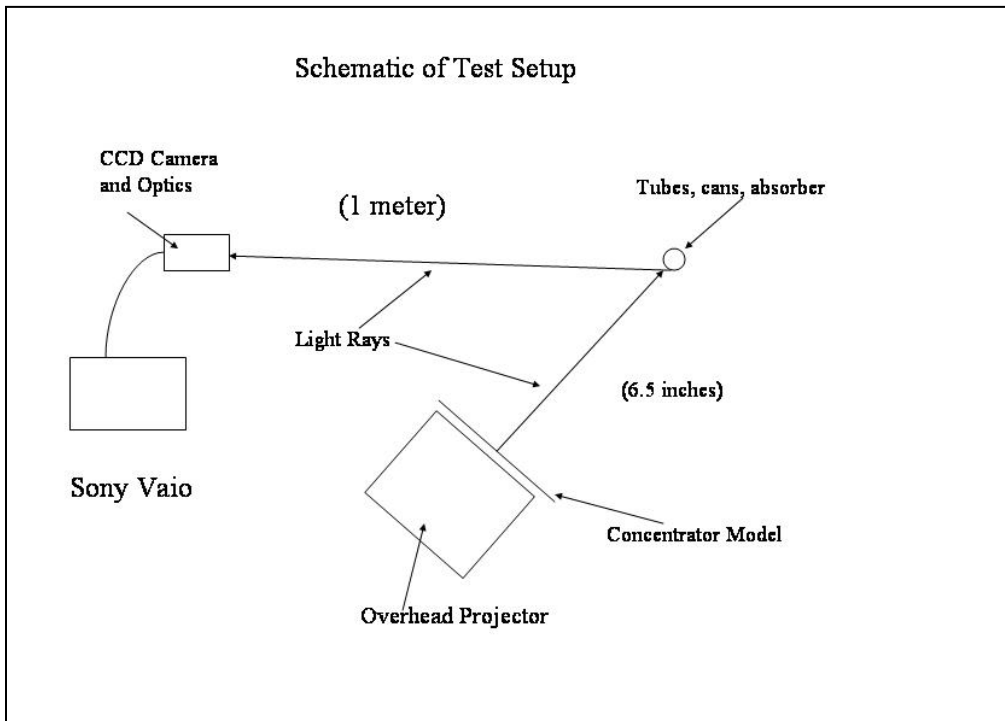 Schematic of Test Setup
CCD Camera
and Optics
(1 meter)
Tubes, cans, absorber
Light Rays
(6.5 inches)
Sony Vaio
Concentrator Model
Overhead Projector